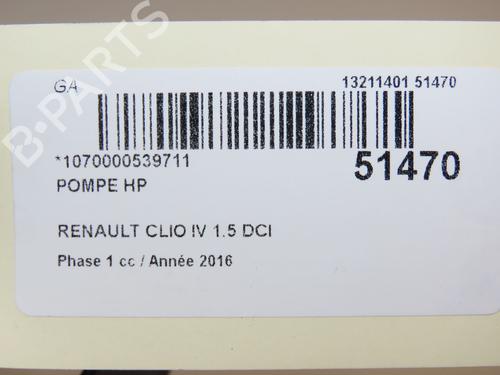 B-PARTS
GA
13211401 51470
*1070000539711
51470
POMPE HP
RENAULT CLIO IV 1.5 DCI
Phase 1 cc / Année 2016